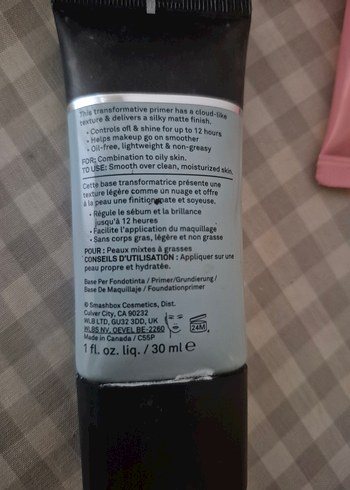 This transformative primer has a cloud-like
texture & delivers a silky matte finish.
• Controls oil & shine for up to 12 hours
• Helps makeup go on smoother
• Oil-free, lightweight & non-greasy
FOR: Combination to oily skin.
TO USE: Smooth over clean, moisturized skin.
Cette base transformatrice présente une
texture légère comme un nuage et offre
à la peau une finition mate et soyeuse.
• Régule le sébum et la brillance
jusqu'à 12 heures
• Facilite l'application du maquillage
• Sans corps gras, légère et non grasse
POUR : Peaux mixtes à grasses
CONSEILS D'UTILISATION : Appliquer sur une
peau propre et hydratée.
Base Per Fondotinta / Primer/Grundierung /
Base De Maquillaje / Foundationprimer
© Smashbox Cosmetics, Dist.
Culver City, CA 90232
WLB LTD, GU32 3DD, UK
WLBS NV, OEVEL BE-2260
Made in Canada / C55P
24M
1 fl. oz. liq. / 30 ml e